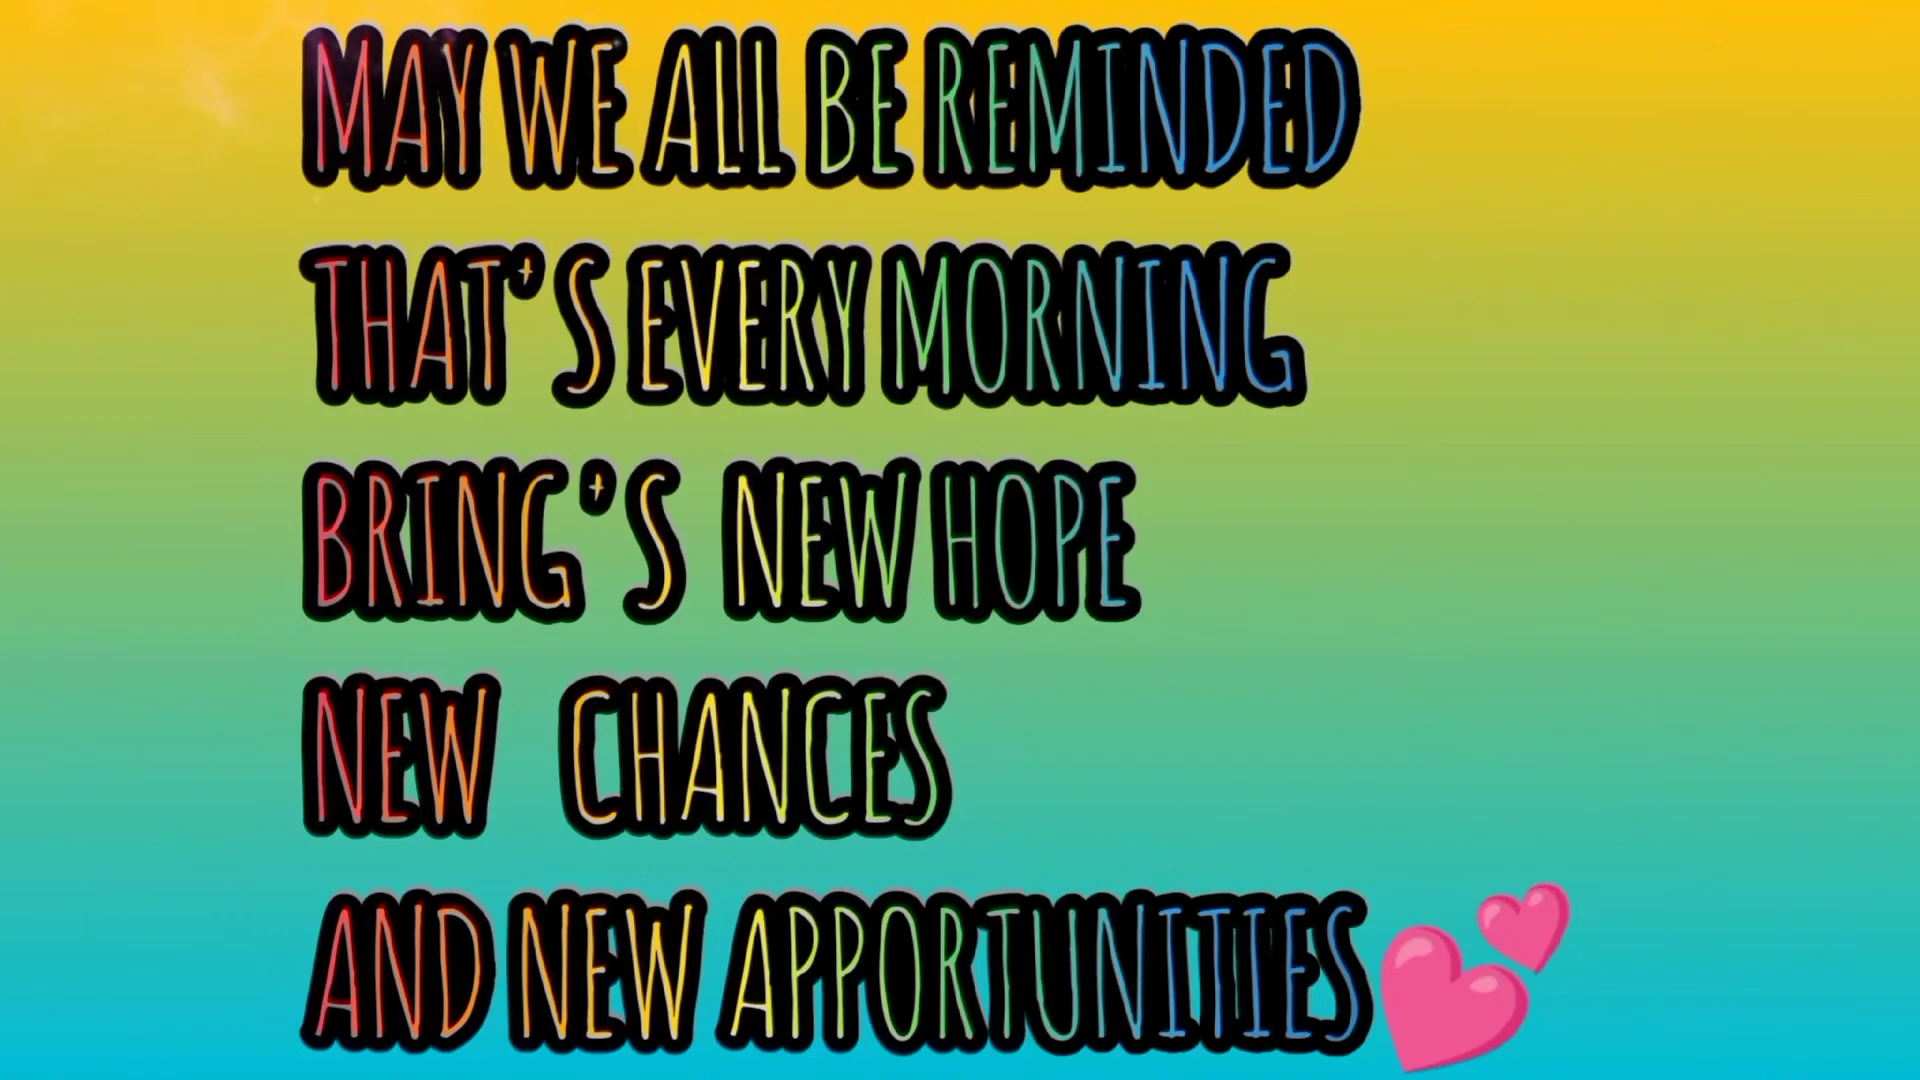 MAY WE ALL BE REMINDED
THAT'S EVERY MORNING
BRING'S NEW HOPE
NEW CHANCES
AND NEW APPORTUNITIES💕